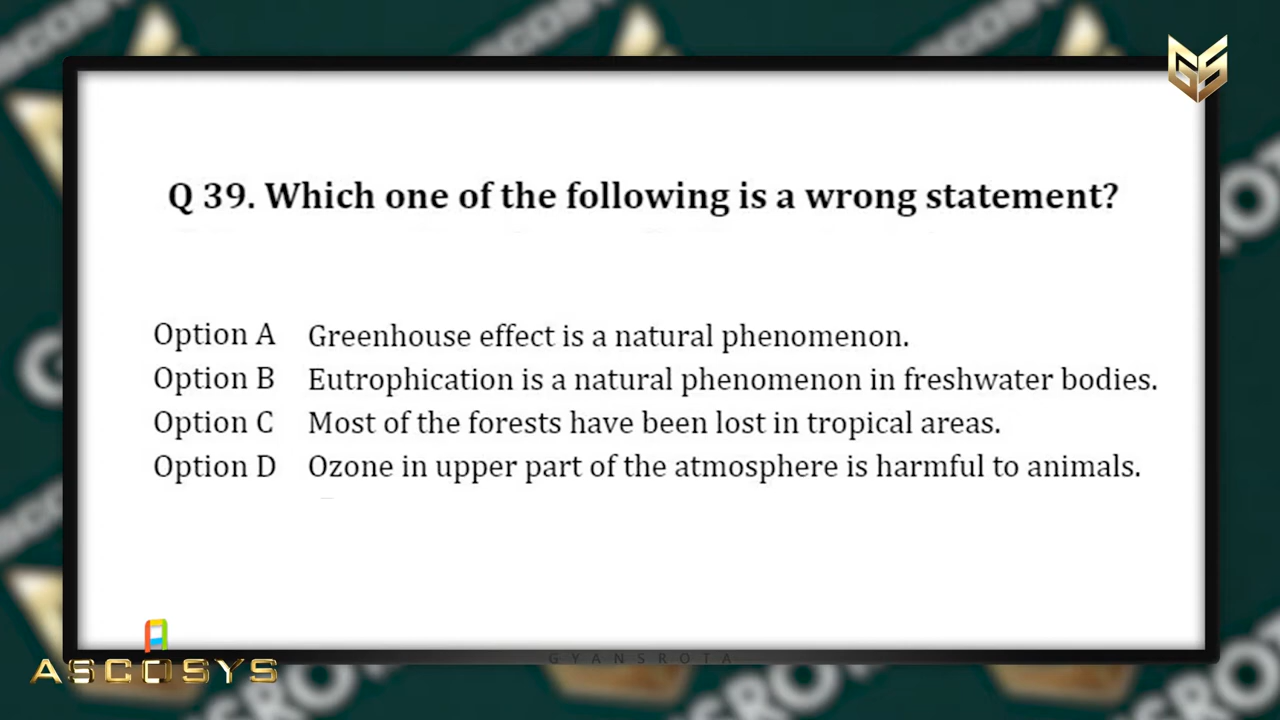 Q 39. Which one of the following is a wrong statement?
Option A Greenhouse effect is a natural phenomenon.
Option B Eutrophication is a natural phenomenon in freshwater bodies.
Option C Most of the forests have been lost in tropical areas.
Option D Ozone in upper part of the atmosphere is harmful to animals.
ASCOSYS
GYANSROTA